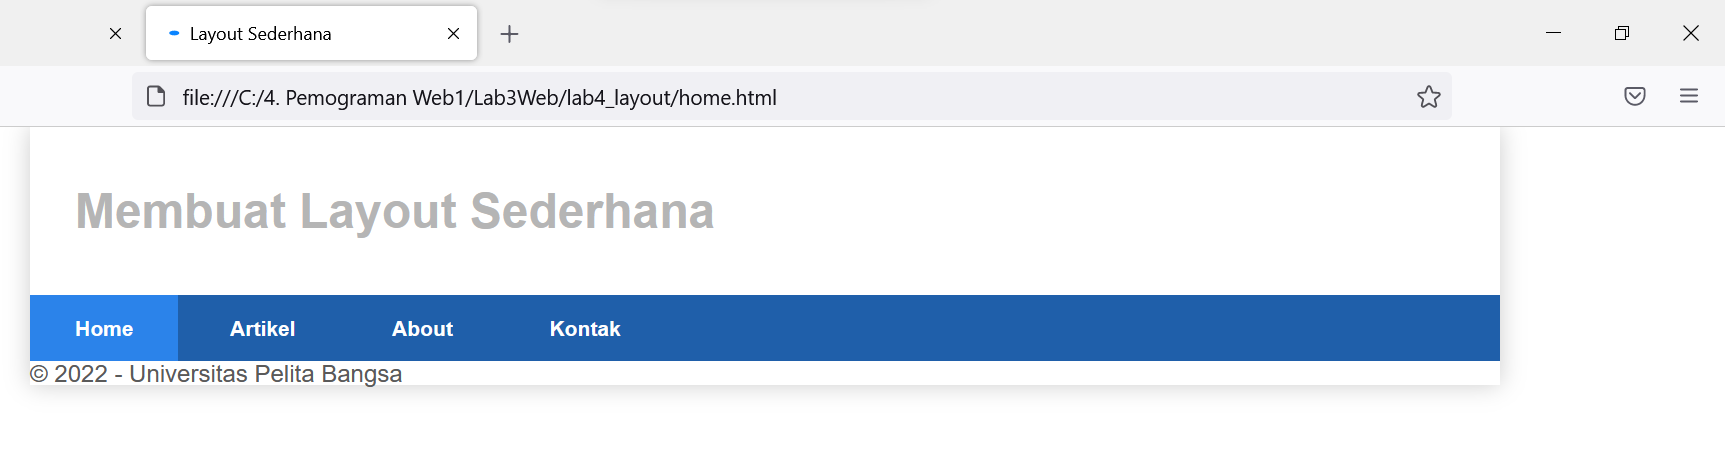 Layout Sederhana
file:///C:/4. Pemograman Web1/Lab3Web/lab4_layout/home.html
Membuat Layout Sederhana
Home Artikel About Kontak
© 2022 - Universitas Pelita Bangsa